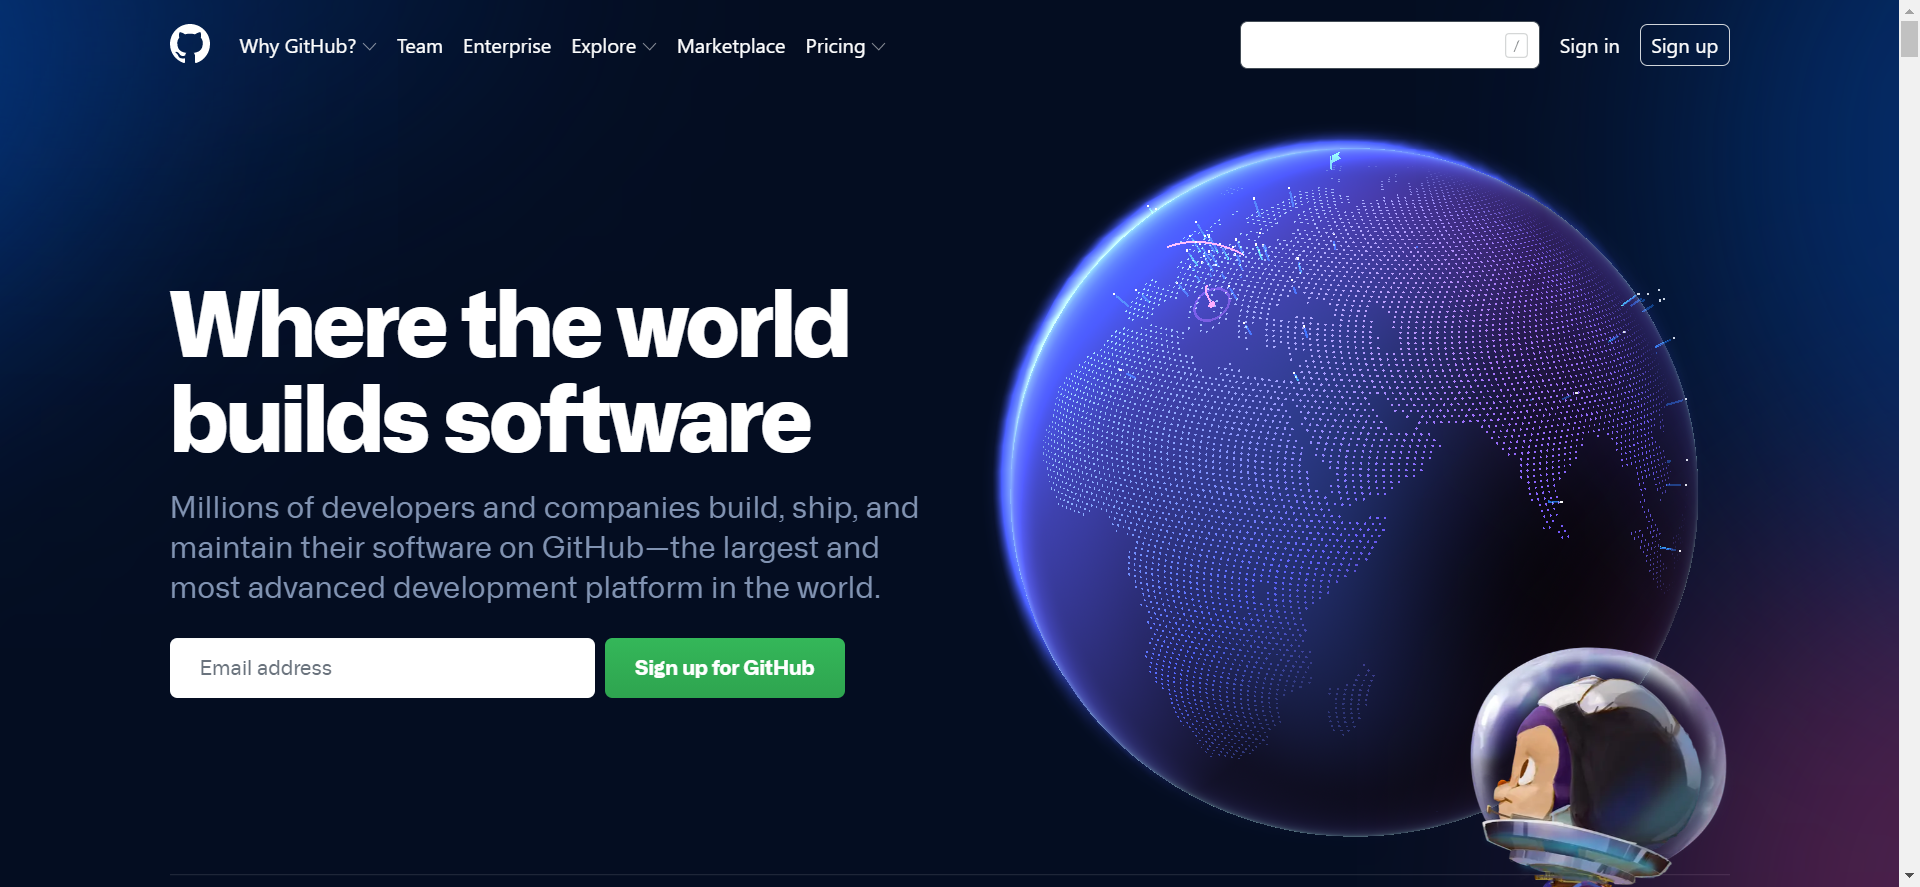 Why GitHub? Team Enterprise Explore Marketplace Pricing / Sign in Sign up
Where the world
builds software
Millions of developers and companies build, ship, and
maintain their software on GitHub—the largest and
most advanced development platform in the world.
Email address Sign up for GitHub